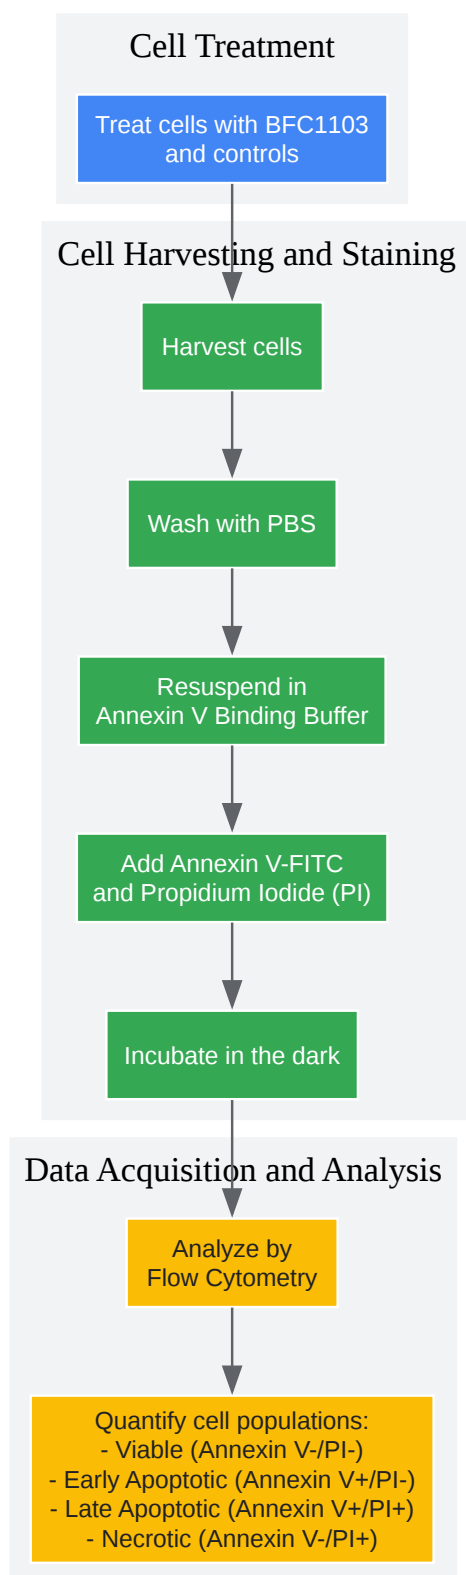 Cell Treatment
Treat cells with BFC1103
and controls
Cell Harvesting and Staining
Harvest cells
Wash with PBS
Resuspend in
Annexin V Binding Buffer
Add Annexin V-FITC
and Propidium Iodide (PI)
Incubate in the dark
Data Acquisition and Analysis
Analyze by
Flow Cytometry
Quantify cell populations:
- Viable (Annexin V-/PI-)
- Early Apoptotic (Annexin V+/PI-)
- Late Apoptotic (Annexin V+/PI+)
- Necrotic (Annexin V-/PI+)